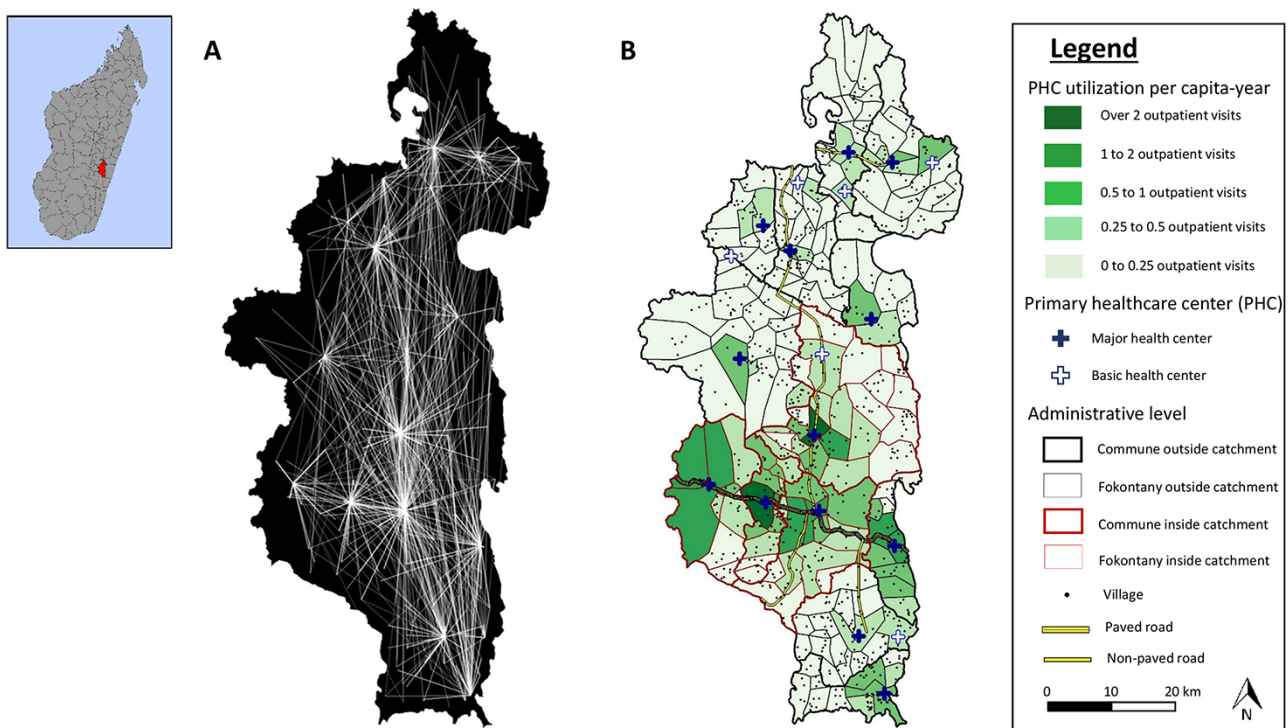 A
B
Legend
PHC utilization per capita-year
Over 2 outpatient visits
1 to 2 outpatient visits
0.5 to 1 outpatient visits
0.25 to 0.5 outpatient visits
0 to 0.25 outpatient visits
Primary healthcare center (PHC)
Major health center
Basic health center
Administrative level
Commune outside catchment
Fokontany outside catchment
Commune inside catchment
Fokontany inside catchment
Village
Paved road
Non-paved road
0 10 20 km
N